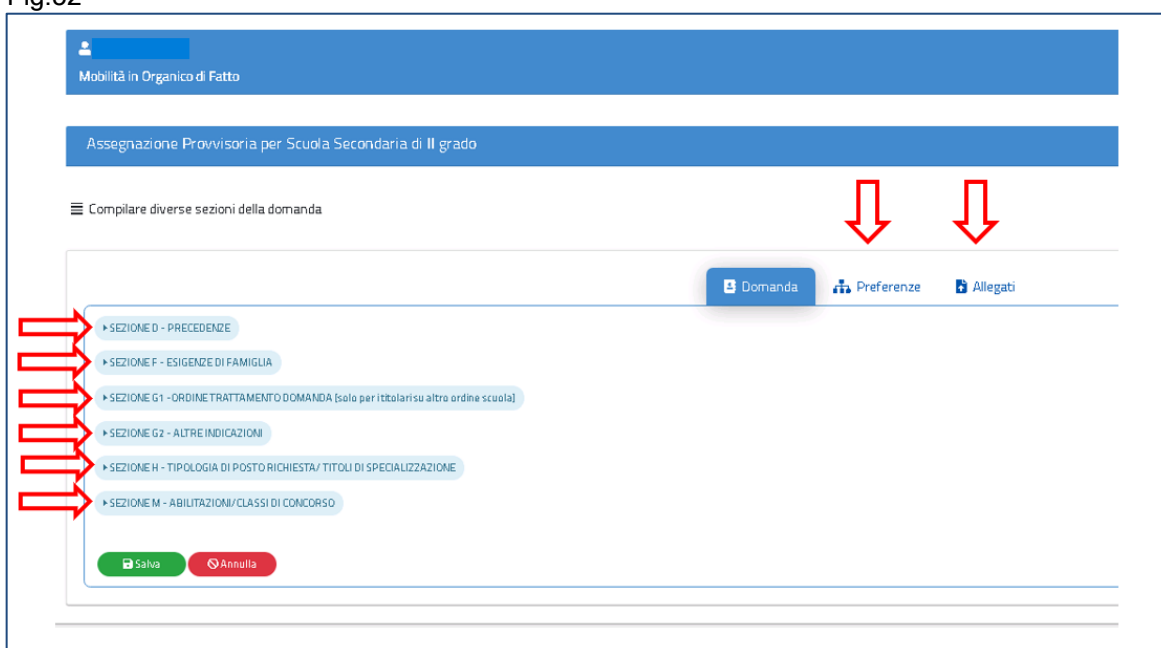 Fig.32
Mobilità in Organico di Fatto
Assegnazione Provvisoria per Scuola Secondaria di II grado
Compilare diverse sezioni della domanda
Domanda Preferenze Allegati
SEZIONE D - PRECEDENZE
SEZIONE F - ESIGENZE DI FAMIGLIA
SEZIONE G1 -ORDINE TRATTAMENTO DOMANDA [solo per i titolari su altro ordine scuola]
SEZIONE G2 - ALTRE INDICAZIONI
SEZIONE H - TIPOLOGIA DI POSTO RICHIESTA/ TITOLI DI SPECIALIZZAZIONE
SEZIONE M - ABILITAZIONI/CLASSI DI CONCORSO
Salva Annulla